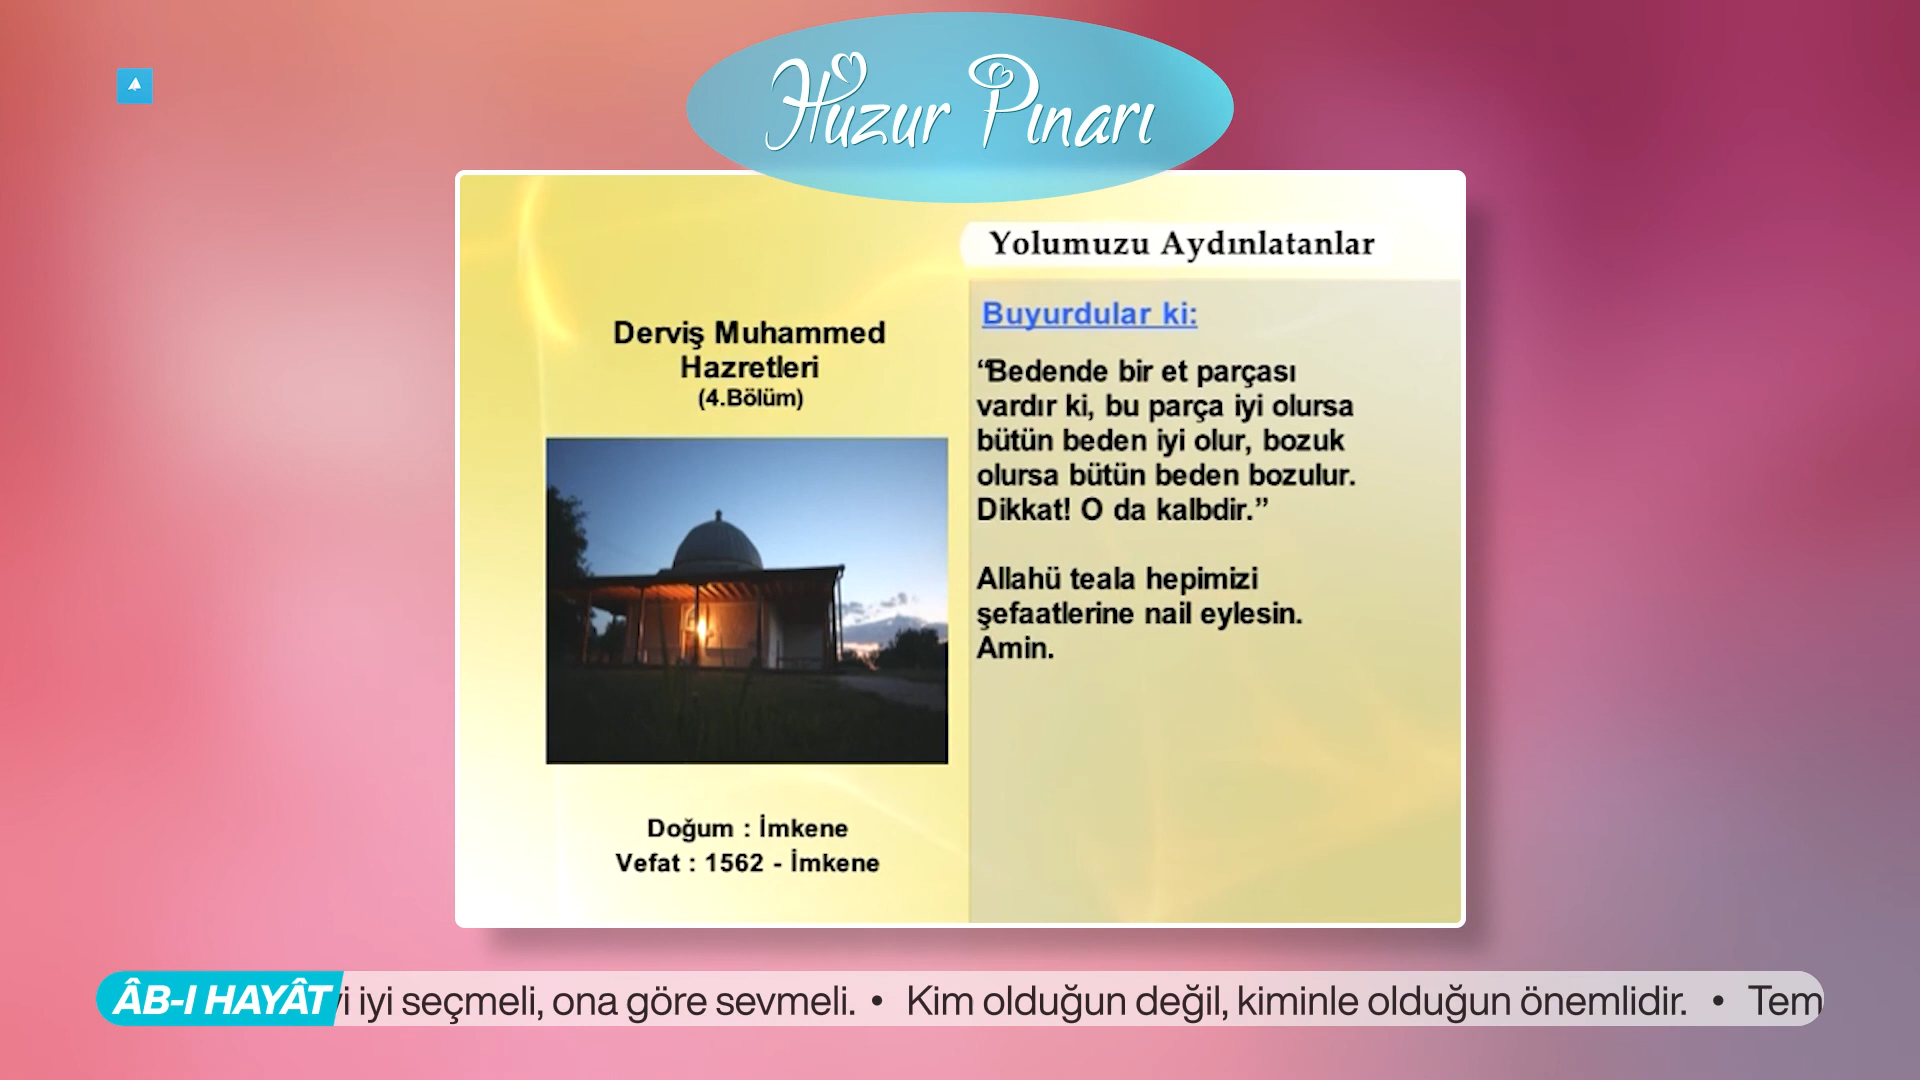 Huzur Pınarı
Yolumuzu Aydınlatanlar
Derviş Muhammed
Hazretleri
(4.Bölüm)
Doğum : İmkene
Vefat : 1562 - İmkene
Buyurdular ki:
“Bedende bir et parçası
vardır ki, bu parça iyi olursa
bütün beden iyi olur, bozuk
olursa bütün beden bozulur.
Dikkat! O da kalbdir.”
Allahü teala hepimizi
şefaatlerine nail eylesin.
Amin.
ÂB-I HAYÂT iyi seçmeli, ona göre sevmeli. • Kim olduğun değil, kiminle olduğun önemlidir. • Tem